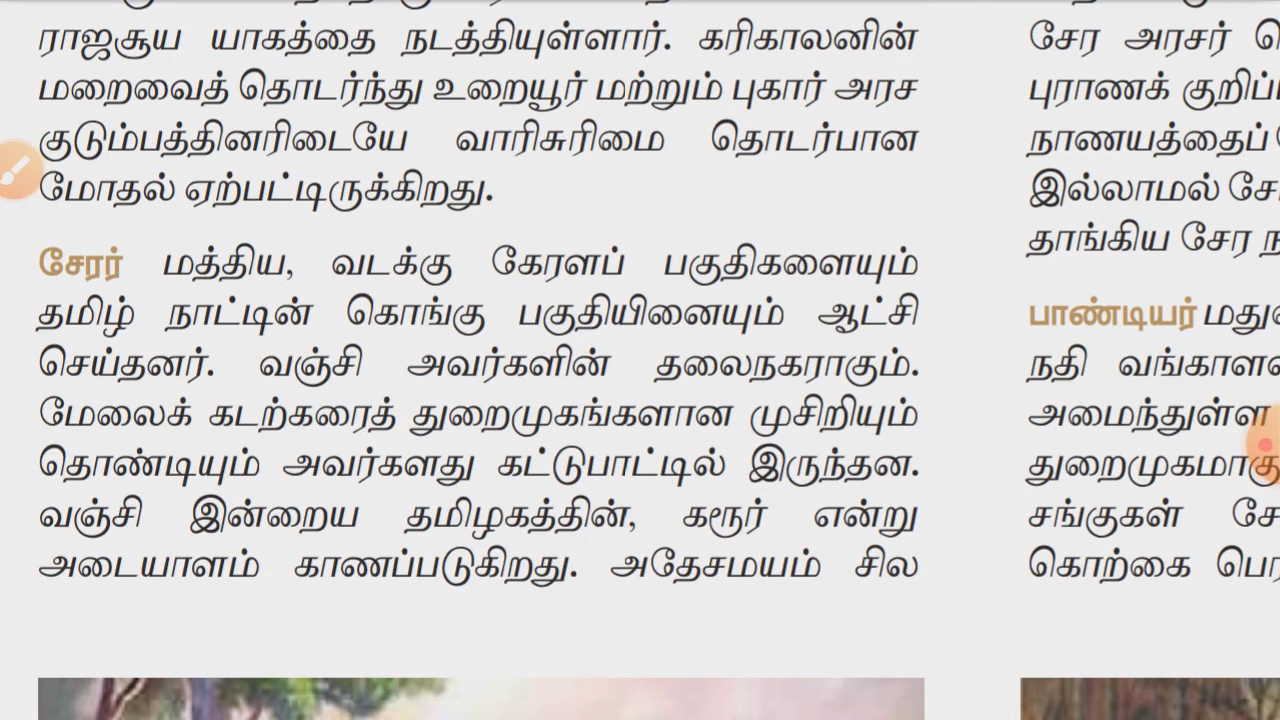 ராஜசூய யாகத்தை நடத்தியுள்ளார். கரிகாலனின்
மறைவைத் தொடர்ந்து உறையூர் மற்றும் புகார் அரச
குடும்பத்தினரிடையே வாரிசுரிமை தொடர்பான
மோதல் ஏற்பட்டிருக்கிறது.
சேரர் மத்திய, வடக்கு கேரளப் பகுதிகளையும்
தமிழ் நாட்டின் கொங்கு பகுதியினையும் ஆட்சி
செய்தனர். வஞ்சி அவர்களின் தலைநகராகும்.
மேலைக் கடற்கரைத் துறைமுகங்களான முசிறியும்
தொண்டியும் அவர்களது கட்டுபாட்டில் இருந்தன.
வஞ்சி இன்றைய தமிழகத்தின், கரூர் என்று
அடையாளம் காணப்படுகிறது. அதேசமயம் சில
சேர அரசர்
புராணக்
நாணயத்தைப்
இல்லாமல்
தாங்கிய சேர
பாண்டியர்
நதி
அமைந்துள்ள
சங்குகள்
கொற்கை